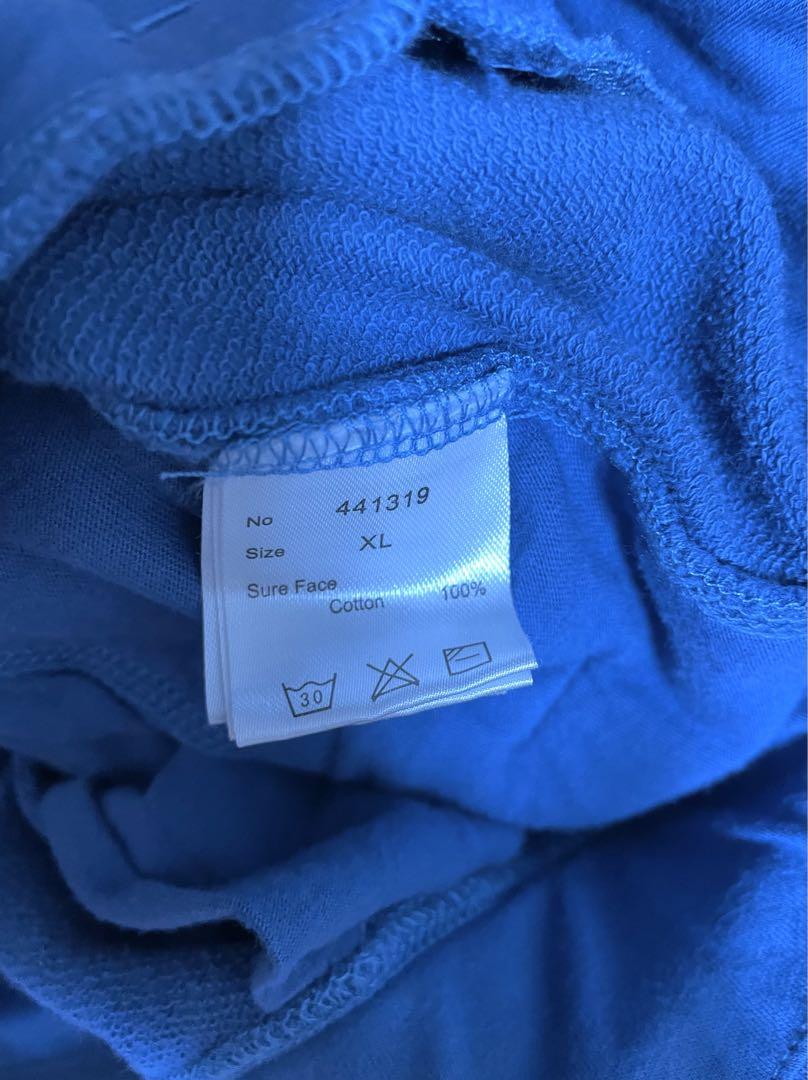 No 441319
Size XL
Sure Face
Cotton 100%
30